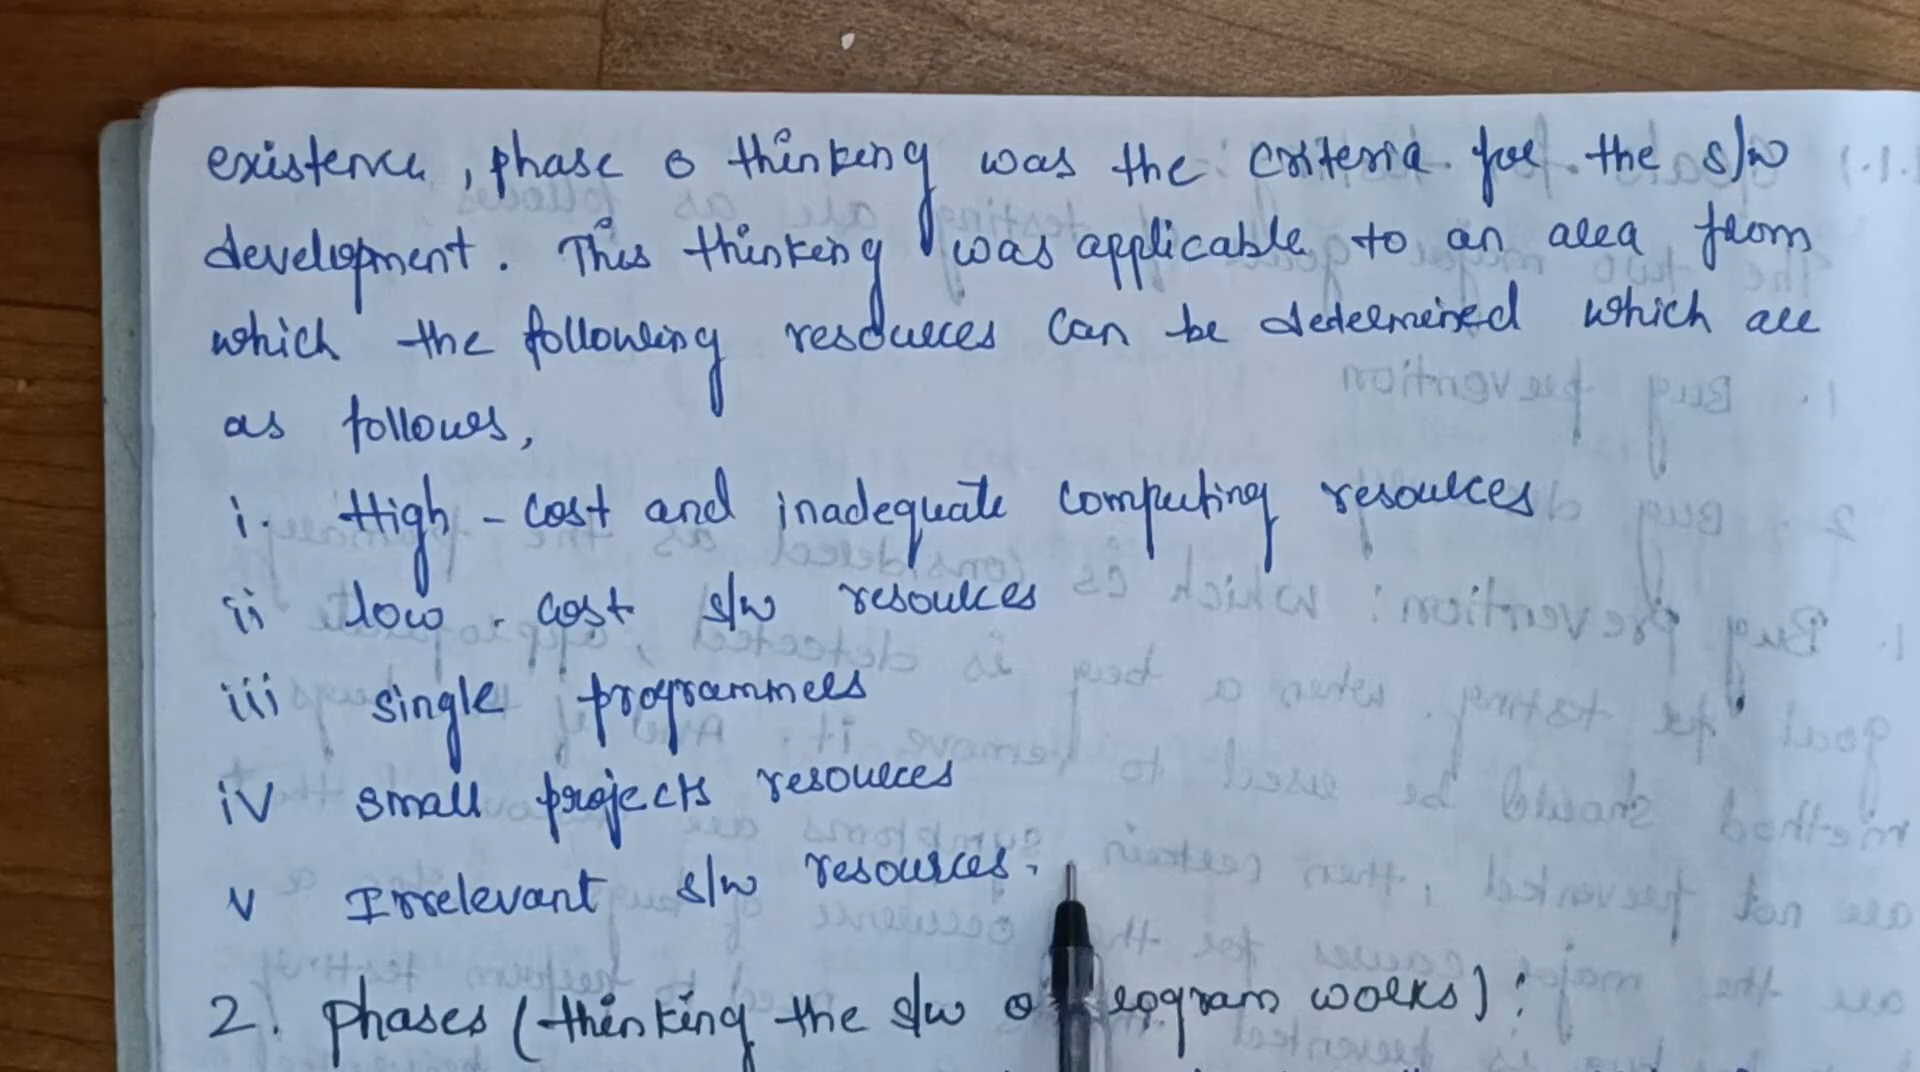 existence, phase 0 thinking was the criteria for the s/w
development. This thinking was applicable to an area from
which the following resources can be determined which are
as follows,
i. High - cost and inadequate computing resources
ii low - cost s/w resources
iii single programmers
iv small projects resources
v Irrelevant s/w resources.
2. phases (thinking the s/w works):